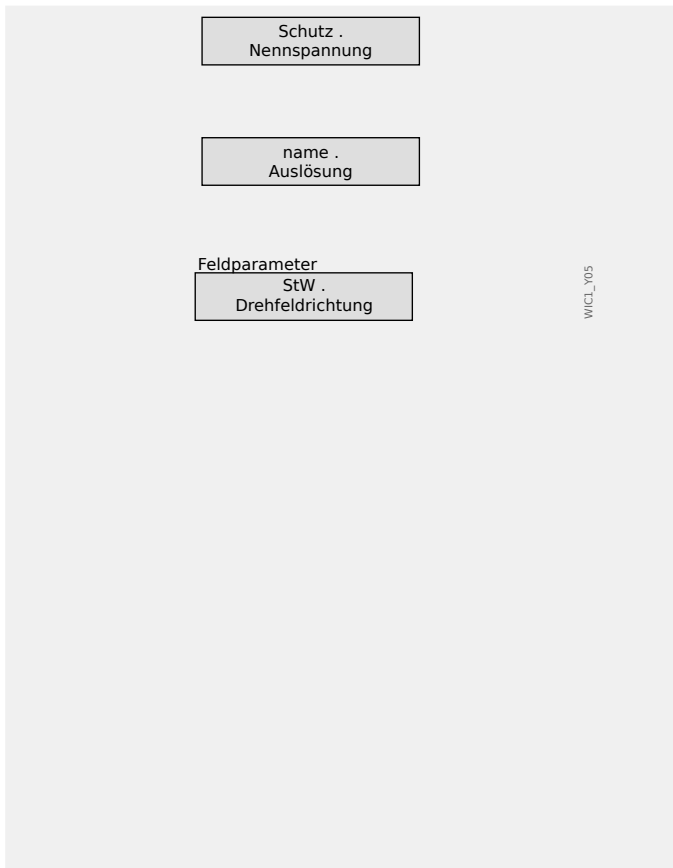 Schutz .
Nennspannung
name .
Auslösung
Feldparameter
StW .
Drehfeldrichtung
WIC1_Y05